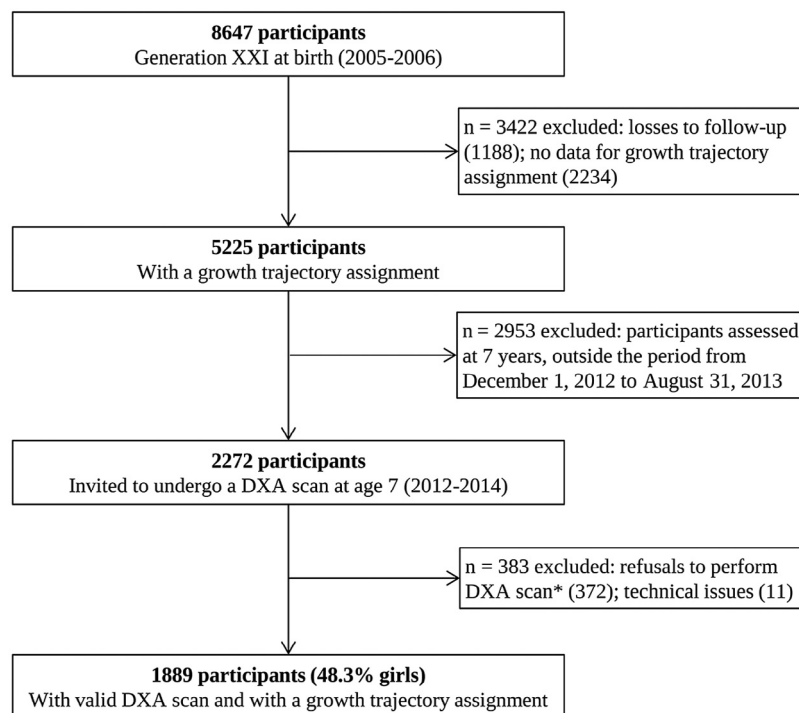 8647 participants
Generation XXI at birth (2005-2006)
n = 3422 excluded: losses to follow-up
(1188); no data for growth trajectory
assignment (2234)
5225 participants
With a growth trajectory assignment
n = 2953 excluded: participants assessed
at 7 years, outside the period from
December 1, 2012 to August 31, 2013
2272 participants
Invited to undergo a DXA scan at age 7 (2012-2014)
n = 383 excluded: refusals to perform
DXA scan* (372); technical issues (11)
1889 participants (48.3% girls)
With valid DXA scan and with a growth trajectory assignment